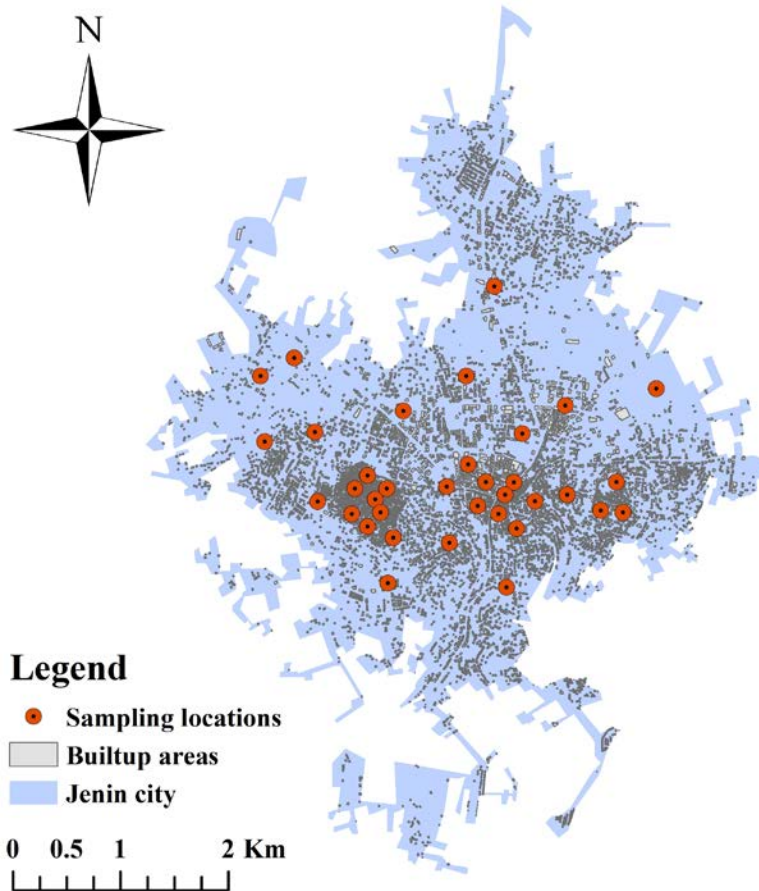 N
Legend
Sampling locations
Builtup areas
Jenin city
0 0.5 1 2 Km